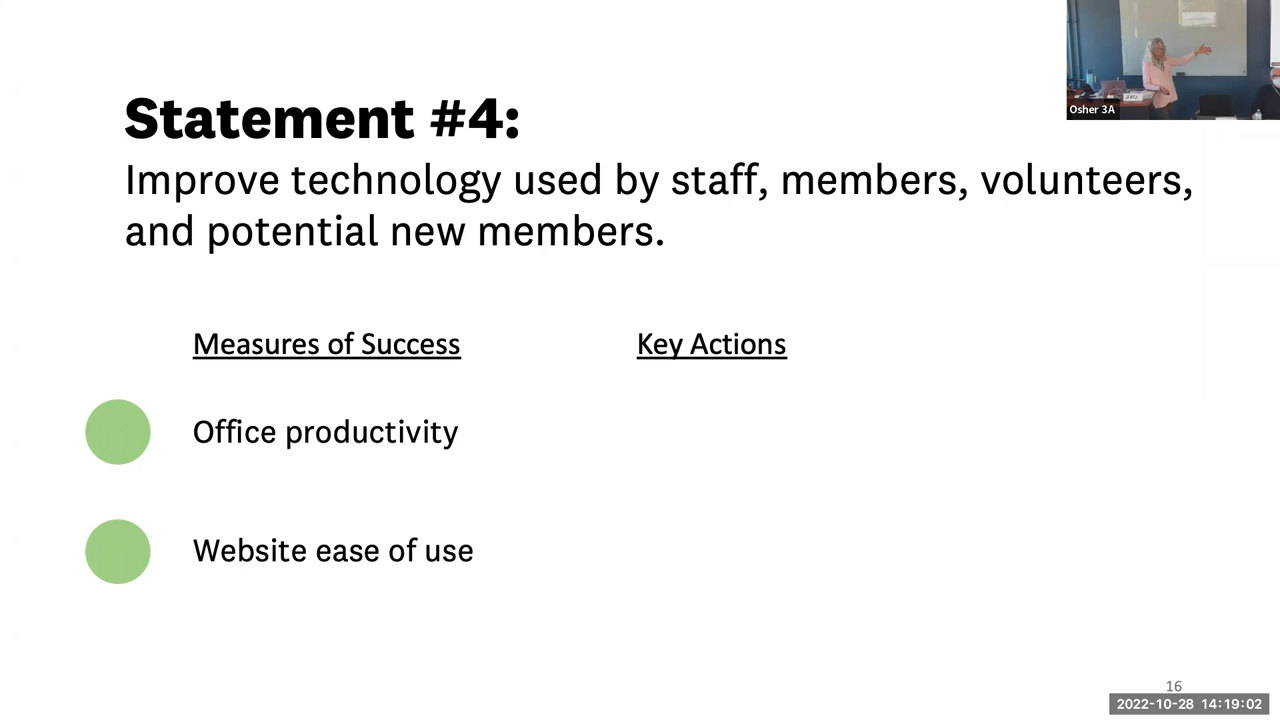 Osher 3A
Statement #4:
Improve technology used by staff, members, volunteers,
and potential new members.
Measures of Success
Key Actions
Office productivity
Website ease of use
16
2022-10-28 14:19:02